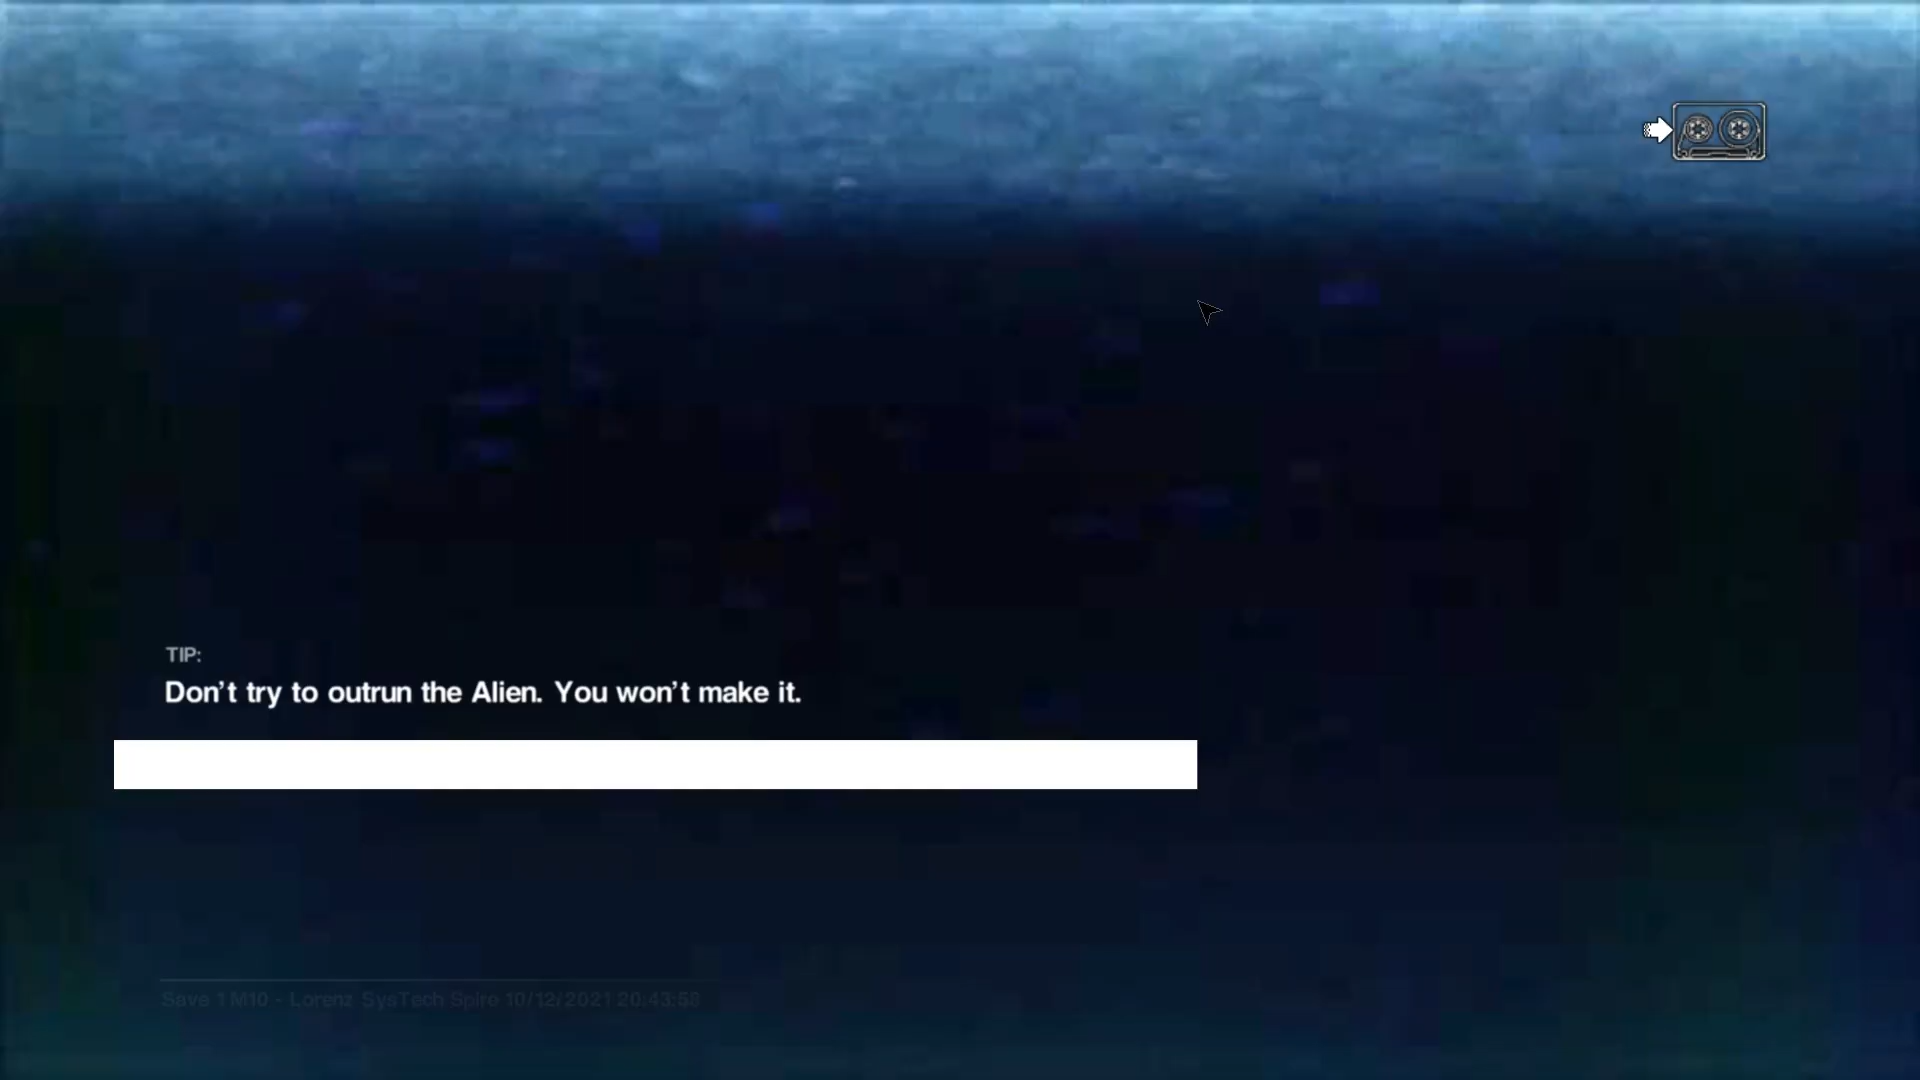 TIP:
Don’t try to outrun the Alien. You won’t make it.
Save 1 M10 - Lorenz SysTech Spire 10/12/2021 20:43:58